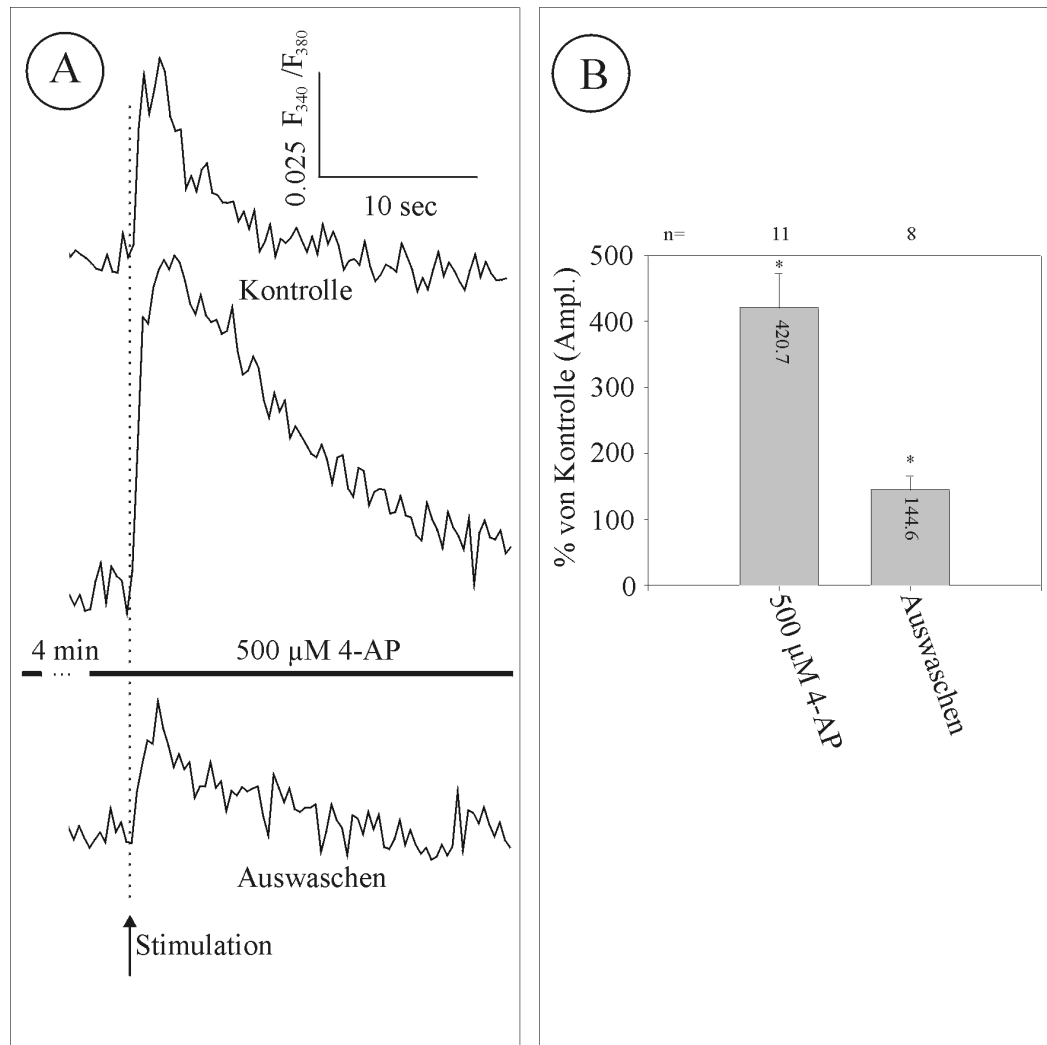 A
0.025 F340 /F380
10 sec
Kontrolle
4 min
...
500 µM 4-AP
Auswaschen
Stimulation
B
n= 11 8
% von Kontrolle (Ampl.)
500
400
300
200
100
0
*
420.7
*
144.6
500 µM 4-AP
Auswaschen